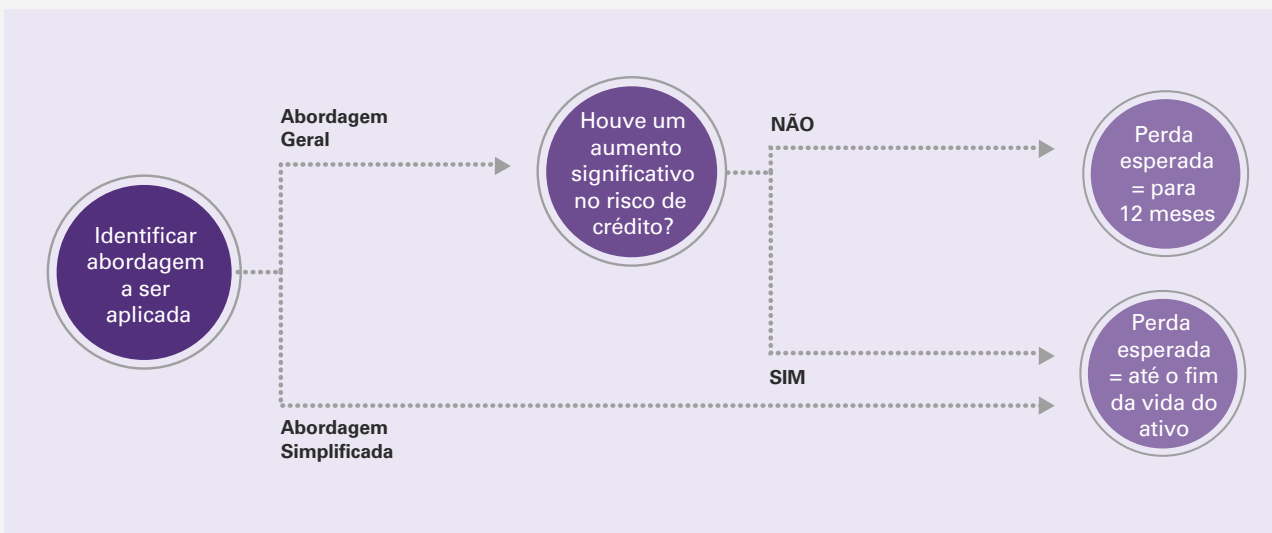 Identificar
abordagem
a ser
aplicada
Abordagem
Geral
Houve um
aumento
significativo
no risco de
crédito?
NÃO
Perda
esperada
= para
12 meses
SIM
Perda
esperada
= até o fim
da vida do
ativo
Abordagem
Simplificada